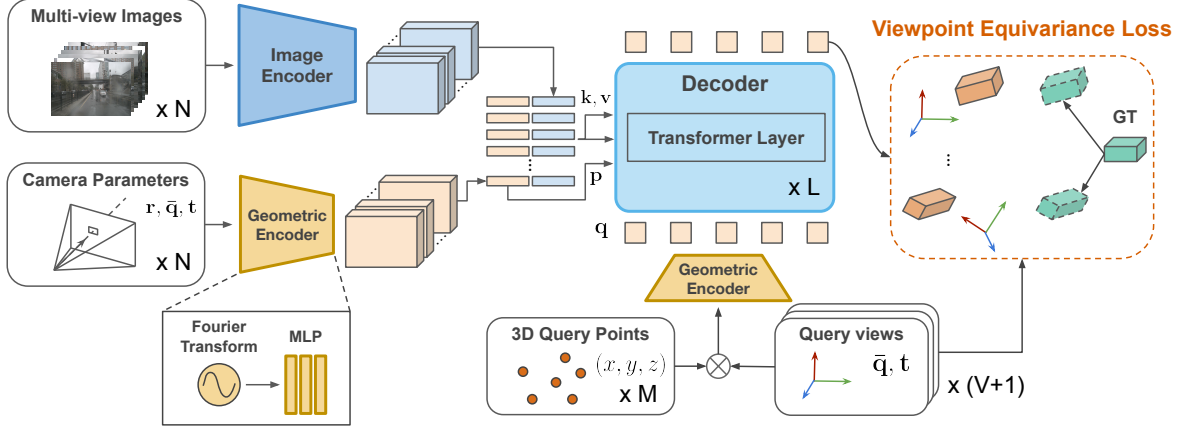 Multi-view Images
x N
Image
Encoder
Camera Parameters
r, q̄, t
x N
Geometric
Encoder
Fourier
Transform
MLP
k, v
p
q
Decoder
Transformer Layer
x L
Geometric
Encoder
3D Query Points
(x, y, z)
x M
Query views
q̄, t
x (V+1)
Viewpoint Equivariance Loss
GT